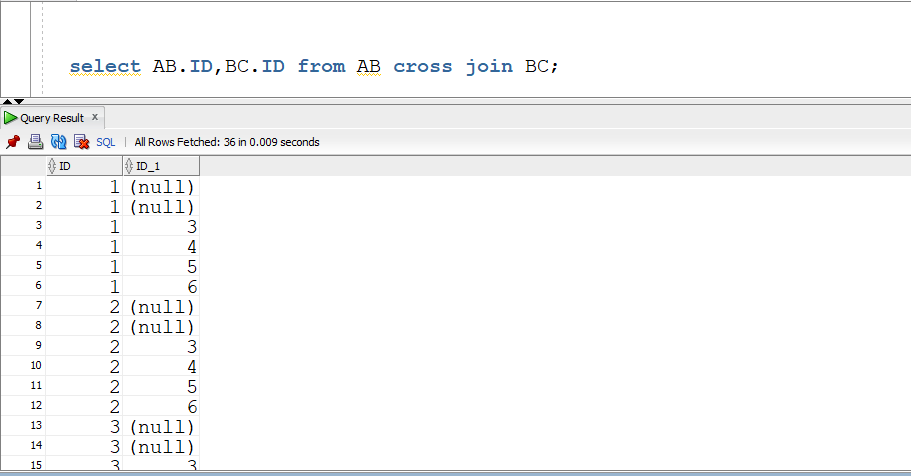 select AB.ID,BC.ID from AB cross join BC;
Query Result x
SQL | All Rows Fetched: 36 in 0.009 seconds
ID ID_1
1 1 (null)
2 1 (null)
3 1 3
4 1 4
5 1 5
6 1 6
7 2 (null)
8 2 (null)
9 2 3
10 2 4
11 2 5
12 2 6
13 3 (null)
14 3 (null)
15 3 3